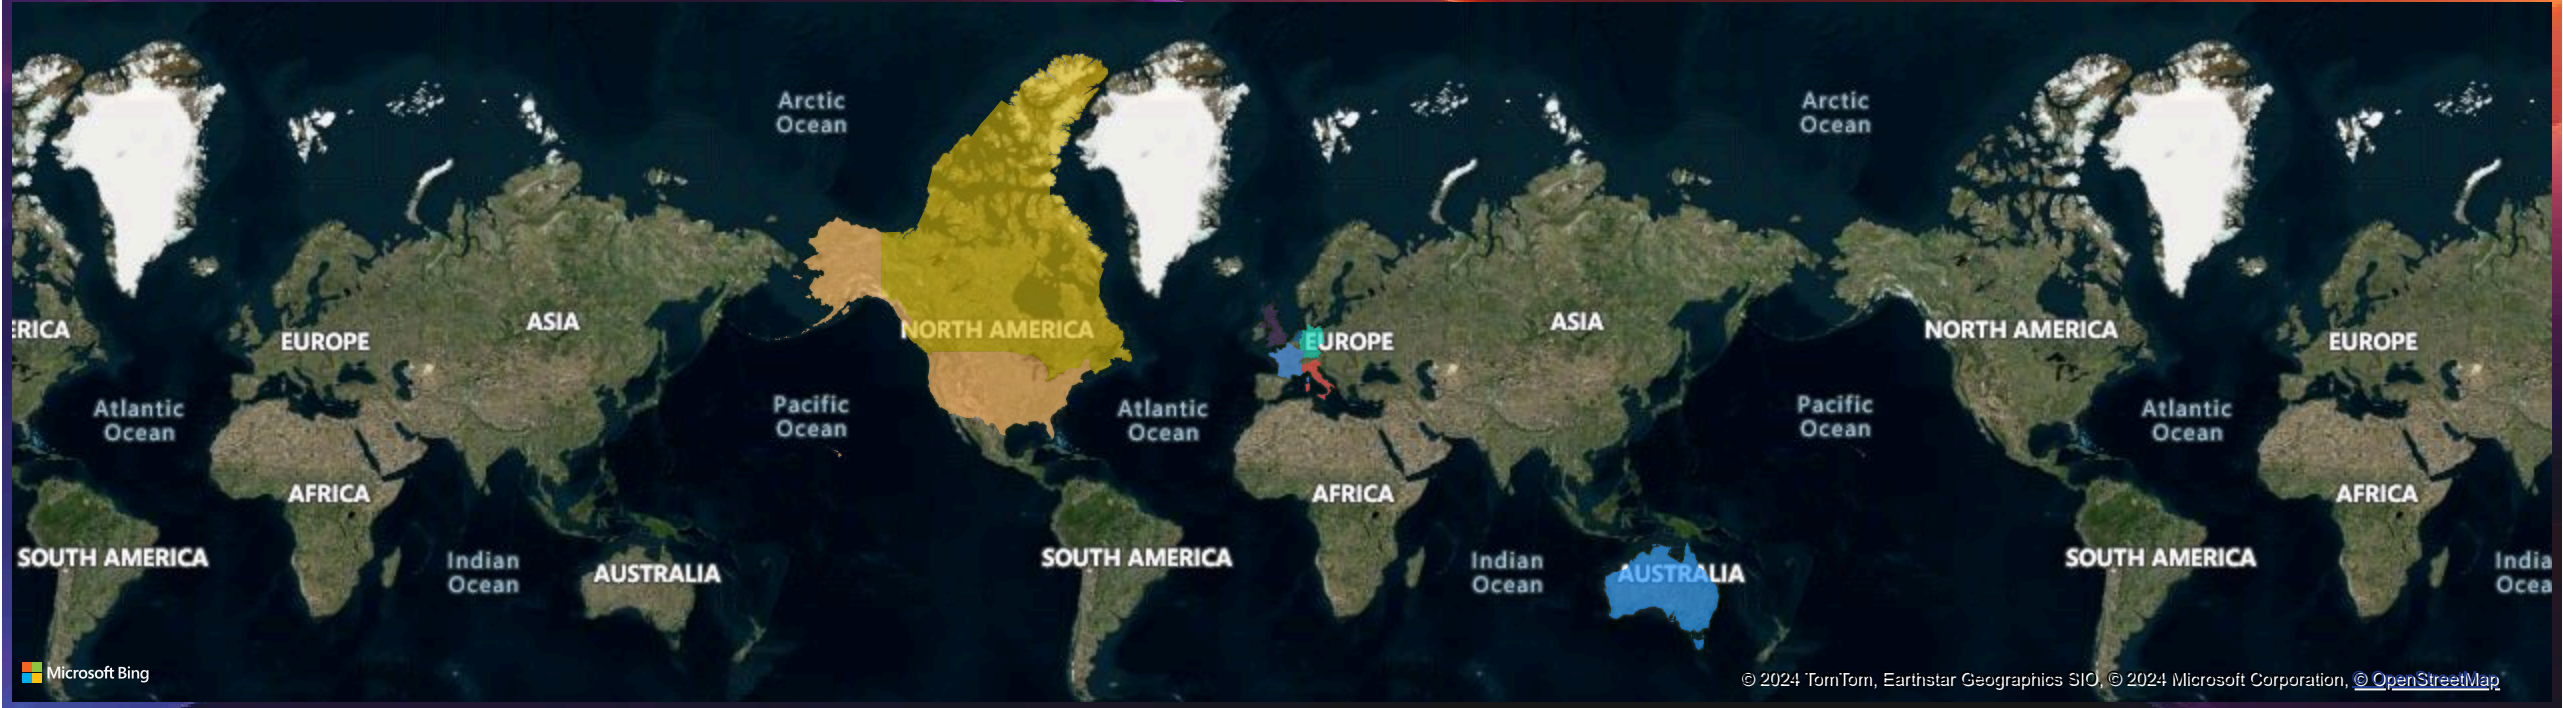 Arctic
Ocean
Arctic
Ocean
ERICA
EUROPE
ASIA
NORTH AMERICA
EUROPE
ASIA
NORTH AMERICA
EUROPE
Atlantic
Ocean
Pacific
Ocean
Atlantic
Ocean
Pacific
Ocean
Atlantic
Ocean
AFRICA
AFRICA
AFRICA
SOUTH AMERICA
Indian
Ocean
AUSTRALIA
SOUTH AMERICA
Indian
Ocean
AUSTRALIA
SOUTH AMERICA
India
Ocea
Microsoft Bing
© 2024 TomTom, Earthstar Geographics SIO, © 2024 Microsoft Corporation, © OpenStreetMap